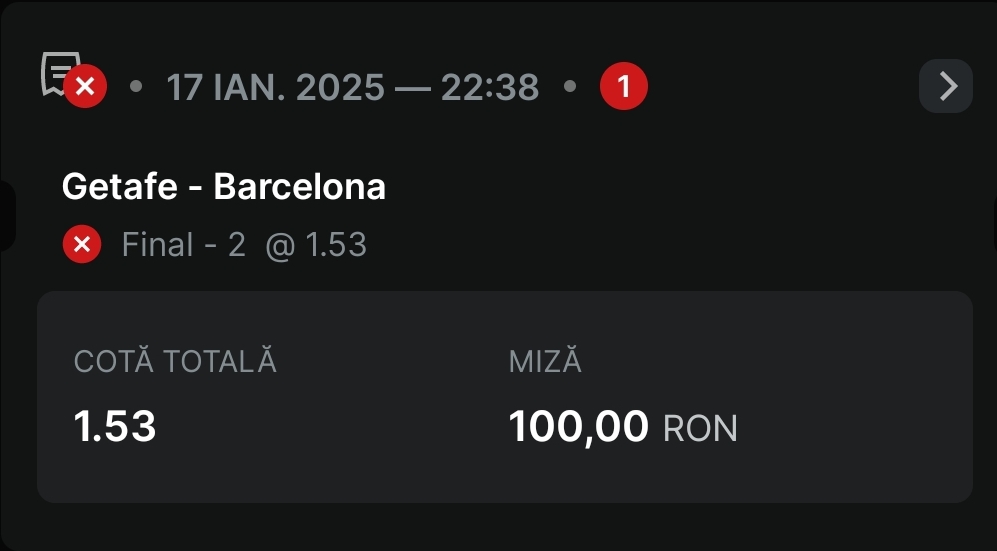 • 17 IAN. 2025 — 22:38 • 1
Getafe - Barcelona
Final - 2 @ 1.53
COTĂ TOTALĂ MIZĂ
1.53 100,00 RON